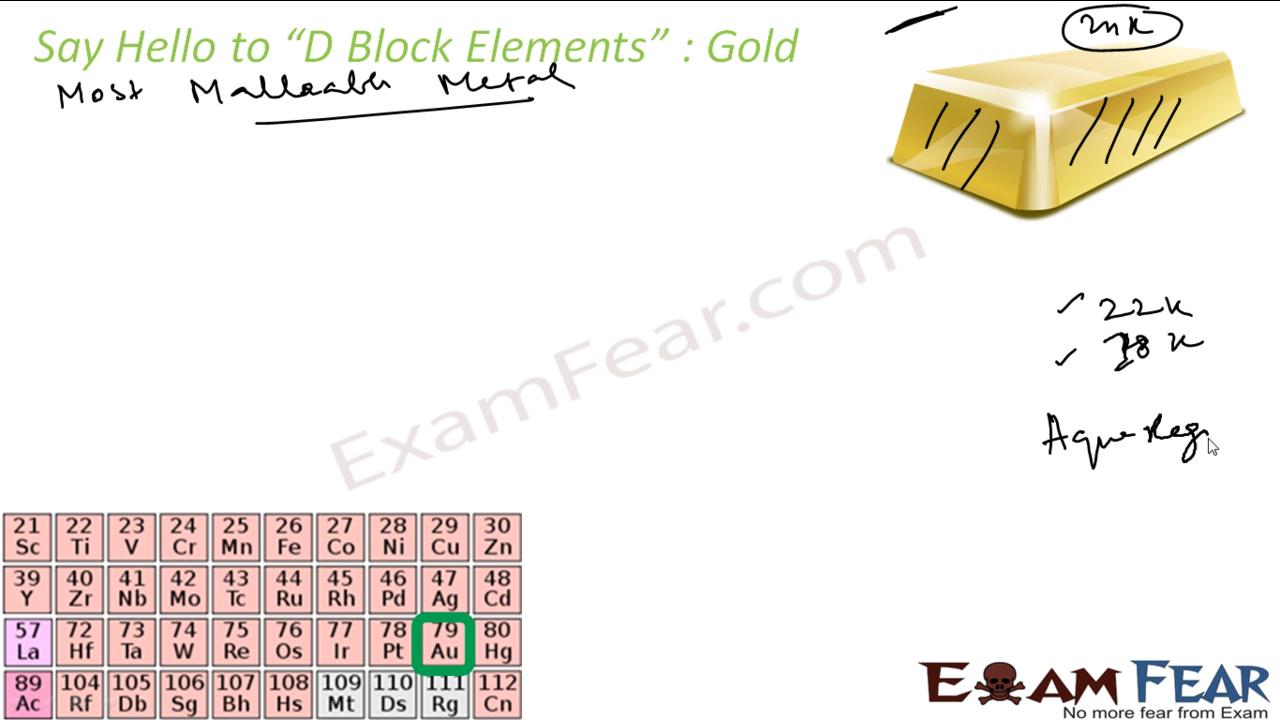 Say Hello to “D Block Elements” : Gold
Most Malleable Metal
22K
18 K
Aqua Reg
ExamFear.com
21 22 23 24 25 26 27 28 29 30
Sc Ti V Cr Mn Fe Co Ni Cu Zn
39 40 41 42 43 44 45 46 47 48
Y Zr Nb Mo Tc Ru Rh Pd Ag Cd
57 72 73 74 75 76 77 78 79 80
La Hf Ta W Re Os Ir Pt Au Hg
89 104 105 106 107 108 109 110 111 112
Ac Rf Db Sg Bh Hs Mt Ds Rg Cn
EXAM FEAR
No more fear from Exam